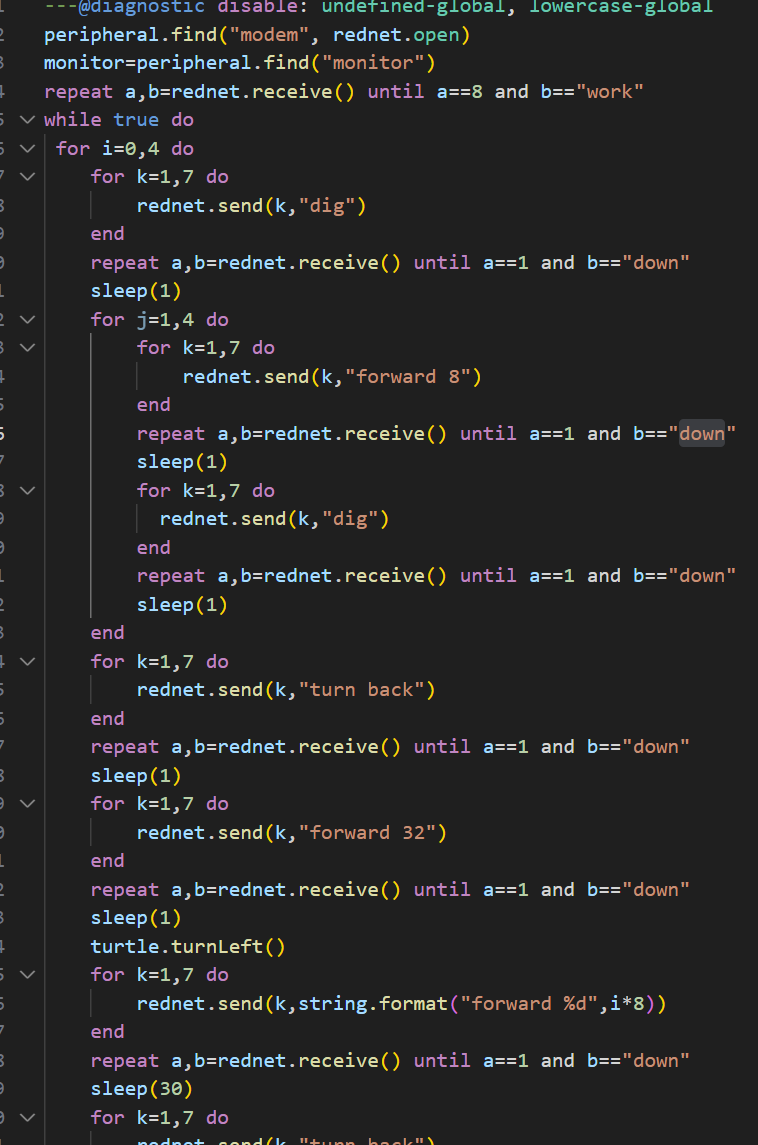 ---@diagnostic disable: undefined-global, lowercase-global
peripheral.find("modem", rednet.open)
monitor=peripheral.find("monitor")
repeat a,b=rednet.receive() until a==8 and b=="work"
while true do
for i=0,4 do
for k=1,7 do
rednet.send(k,"dig")
end
repeat a,b=rednet.receive() until a==1 and b=="down"
sleep(1)
for j=1,4 do
for k=1,7 do
rednet.send(k,"forward 8")
end
repeat a,b=rednet.receive() until a==1 and b=="down"
sleep(1)
for k=1,7 do
rednet.send(k,"dig")
end
repeat a,b=rednet.receive() until a==1 and b=="down"
sleep(1)
end
for k=1,7 do
rednet.send(k,"turn back")
end
repeat a,b=rednet.receive() until a==1 and b=="down"
sleep(1)
for k=1,7 do
rednet.send(k,"forward 32")
end
repeat a,b=rednet.receive() until a==1 and b=="down"
sleep(1)
turtle.turnLeft()
for k=1,7 do
rednet.send(k,string.format("forward %d",i*8))
end
repeat a,b=rednet.receive() until a==1 and b=="down"
sleep(30)
for k=1,7 do
rednet.send(k,"turn back")